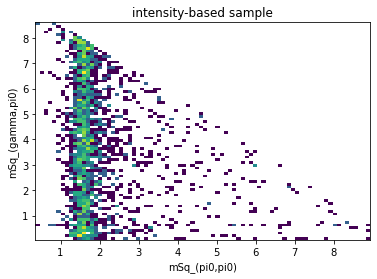 intensity-based sample
8
7
6
5
4
3
2
1
mSq_(gamma,pi0)
1 2 3 4 5 6 7 8
mSq_(pi0,pi0)